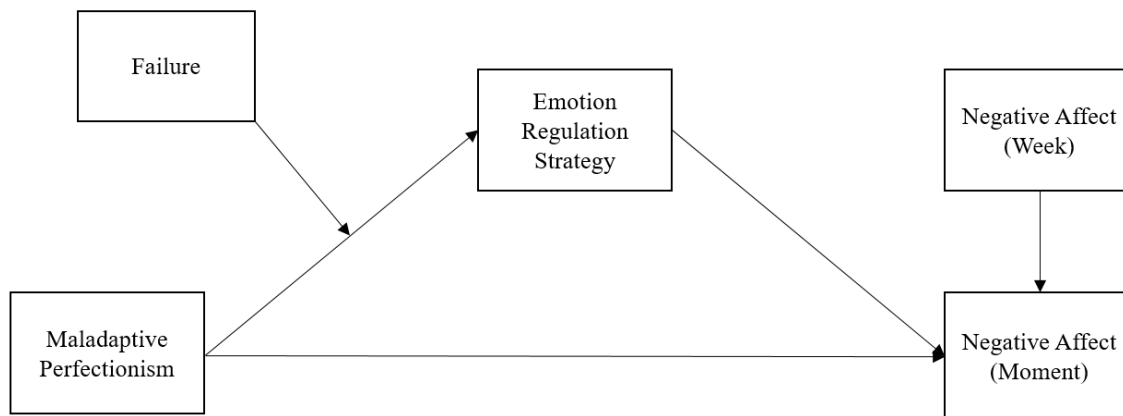 Failure
Emotion
Regulation
Strategy
Negative Affect
(Week)
Maladaptive
Perfectionism
Negative Affect
(Moment)